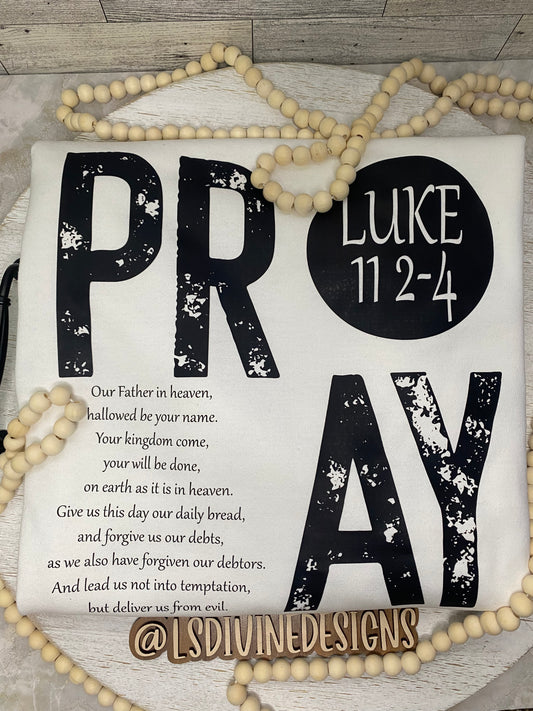 PR
LUKE
11 2-4
AY
Our Father in heaven,
hallowed be your name.
Your kingdom come,
your will be done,
on earth as it is in heaven.
Give us this day our daily bread,
and forgive us our debts,
as we also have forgiven our debtors.
And lead us not into temptation,
but deliver us from evil.
@LSDIVINEDESIGNS